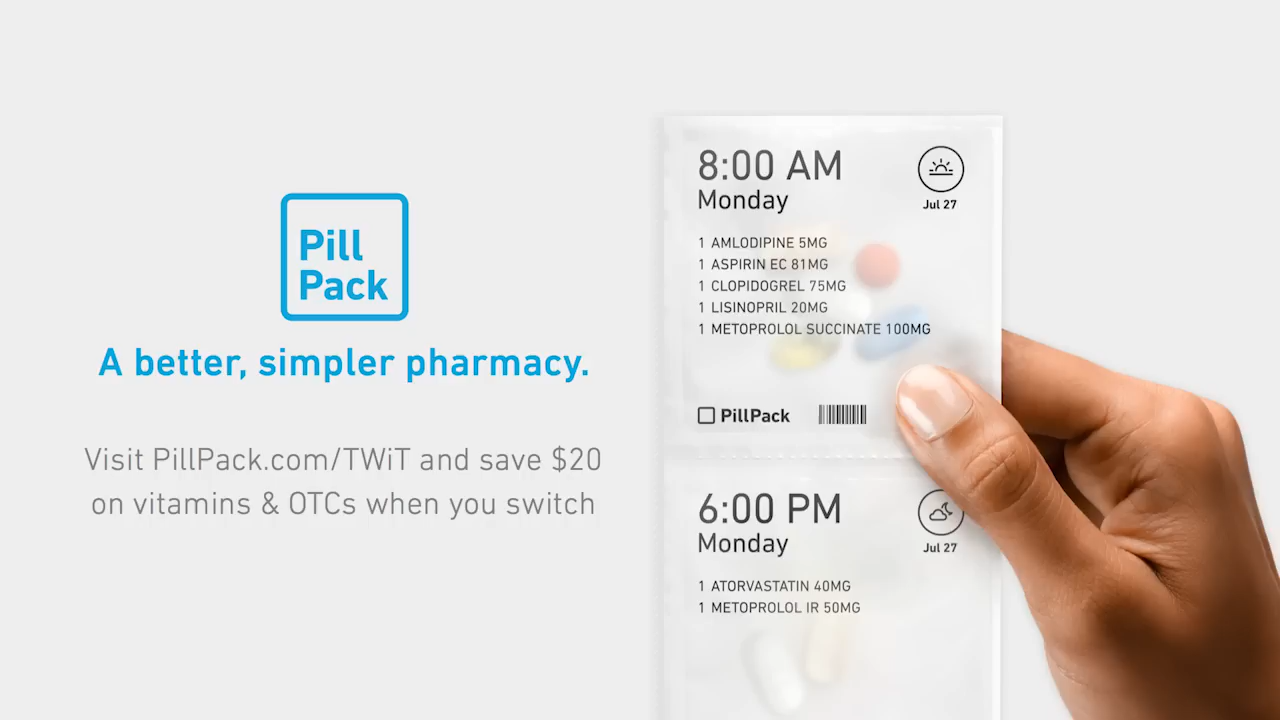 Pill
Pack
A better, simpler pharmacy.
Visit PillPack.com/TWiT and save $20
on vitamins & OTCs when you switch
8:00 AM
Monday
Jul 27
1 AMLODIPINE 5MG
1 ASPIRIN EC 81MG
1 CLOPIDOGREL 75MG
1 LISINOPRIL 20MG
1 METOPROLOL SUCCINATE 100MG
PillPack
6:00 PM
Monday
Jul 27
1 ATORVASTATIN 40MG
1 METOPROLOL IR 50MG